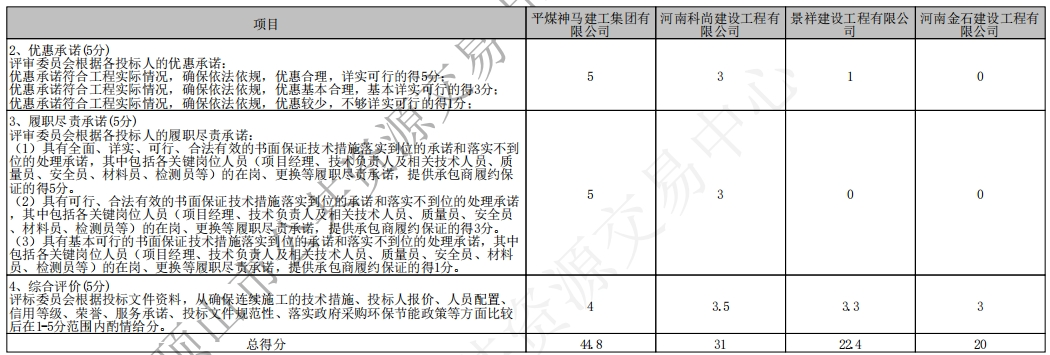 项目
平煤神马建工集团有
限公司
河南科尚建设工程有
限公司
景祥建设工程有限公
司
河南金石建设工程有
限公司
2、优惠承诺(5分)
评审委员会根据各投标人的优惠承诺:
优惠承诺符合工程实际情况,确保依法依规,优惠合理,详实可行的得5分;
优惠承诺符合工程实际情况,确保依法依规,优惠基本合理,基本详实可行的得3分;
优惠承诺符合工程实际情况,确保依法依规,优惠较少,不够详实可行的得1分;
5
3
1
0
3、履职尽责承诺(5分)
评审委员会根据各投标人的履职尽责承诺:
(1)具有全面、详实、可行、合法有效的书面保证技术措施落实到位的承诺和落实不到
位的处理承诺,其中包括各关键岗位人员(项目经理、技术负责人及相关技术人员、质
量员、安全员、材料员、检测员等)的在岗、更换等履职尽责承诺,提供承包商履约保
证的得5分。
(2)具有可行、合法有效的书面保证技术措施落实到位的承诺和落实不到位的处理承诺
,其中包括各关键岗位人员(项目经理、技术负责人及相关技术人员、质量员、安全员
、材料员、检测员等)的在岗、更换等履职尽责承诺,提供承包商履约保证的得3分。
(3)具有基本可行的书面保证技术措施落实到位的承诺和落实不到位的处理承诺,其中
包括各关键岗位人员(项目经理、技术负责人及相关技术人员、质量员、安全员、材料
员、检测员等)的在岗、更换等履职尽责承诺,提供承包商履约保证的得1分。
5
3
0
0
4、综合评价(5分)
评标委员会根据投标文件资料,从确保连续施工的技术措施、投标人报价、人员配置、
信用等级、荣誉、服务承诺、投标文件规范性、落实政府采购环保节能政策等方面比较
后在1-5分范围内酌情给分。
4
3.5
3.3
3
总得分
44.8
31
22.4
20